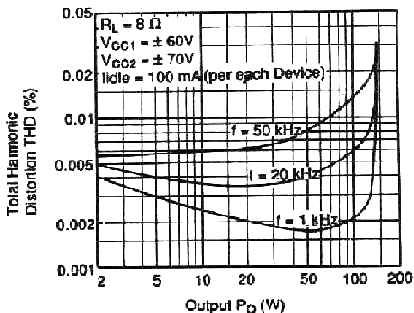 0.05
0.02
0.01
0.005
0.002
0.001
Total Harmonic
Distortion THD (%)
RL = 8 Ω
VCC1 = ± 60V
VCC2 = ± 70V
Iidle = 100 mA (per each Device)
f = 50 kHz
f = 20 kHz
f = 1 kHz
2 5 10 20 50 100 200
Output PO (W)